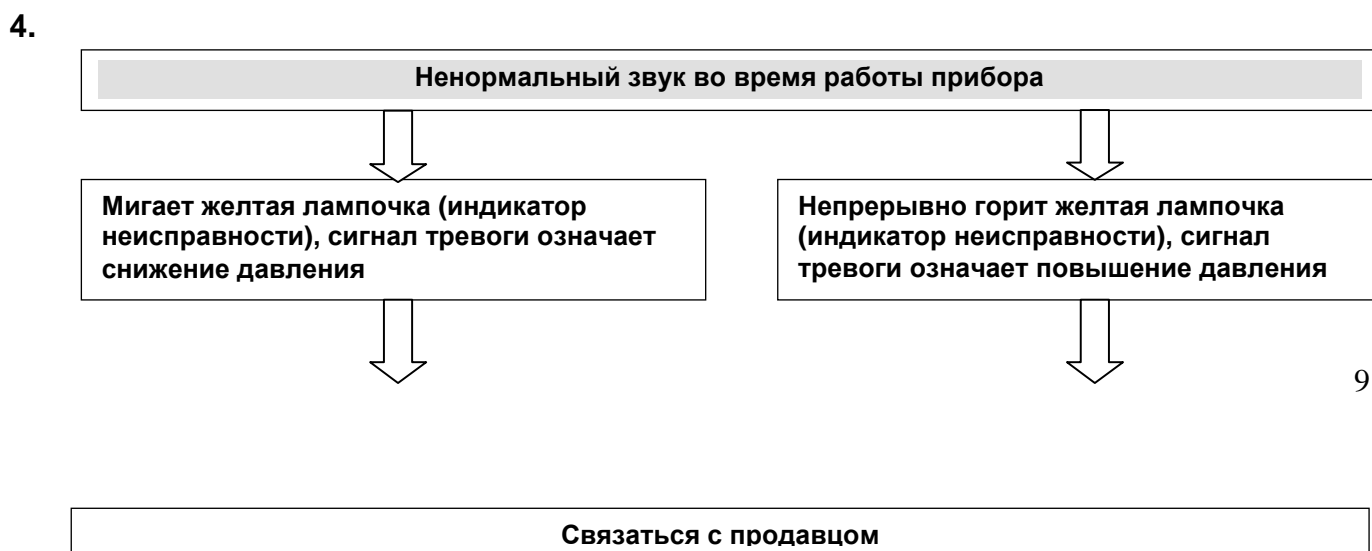 4.
Ненормальный звук во время работы прибора
Мигает желтая лампочка (индикатор
неисправности), сигнал тревоги означает
снижение давления
Непрерывно горит желтая лампочка
(индикатор неисправности), сигнал
тревоги означает повышение давления
9
Связаться с продавцом